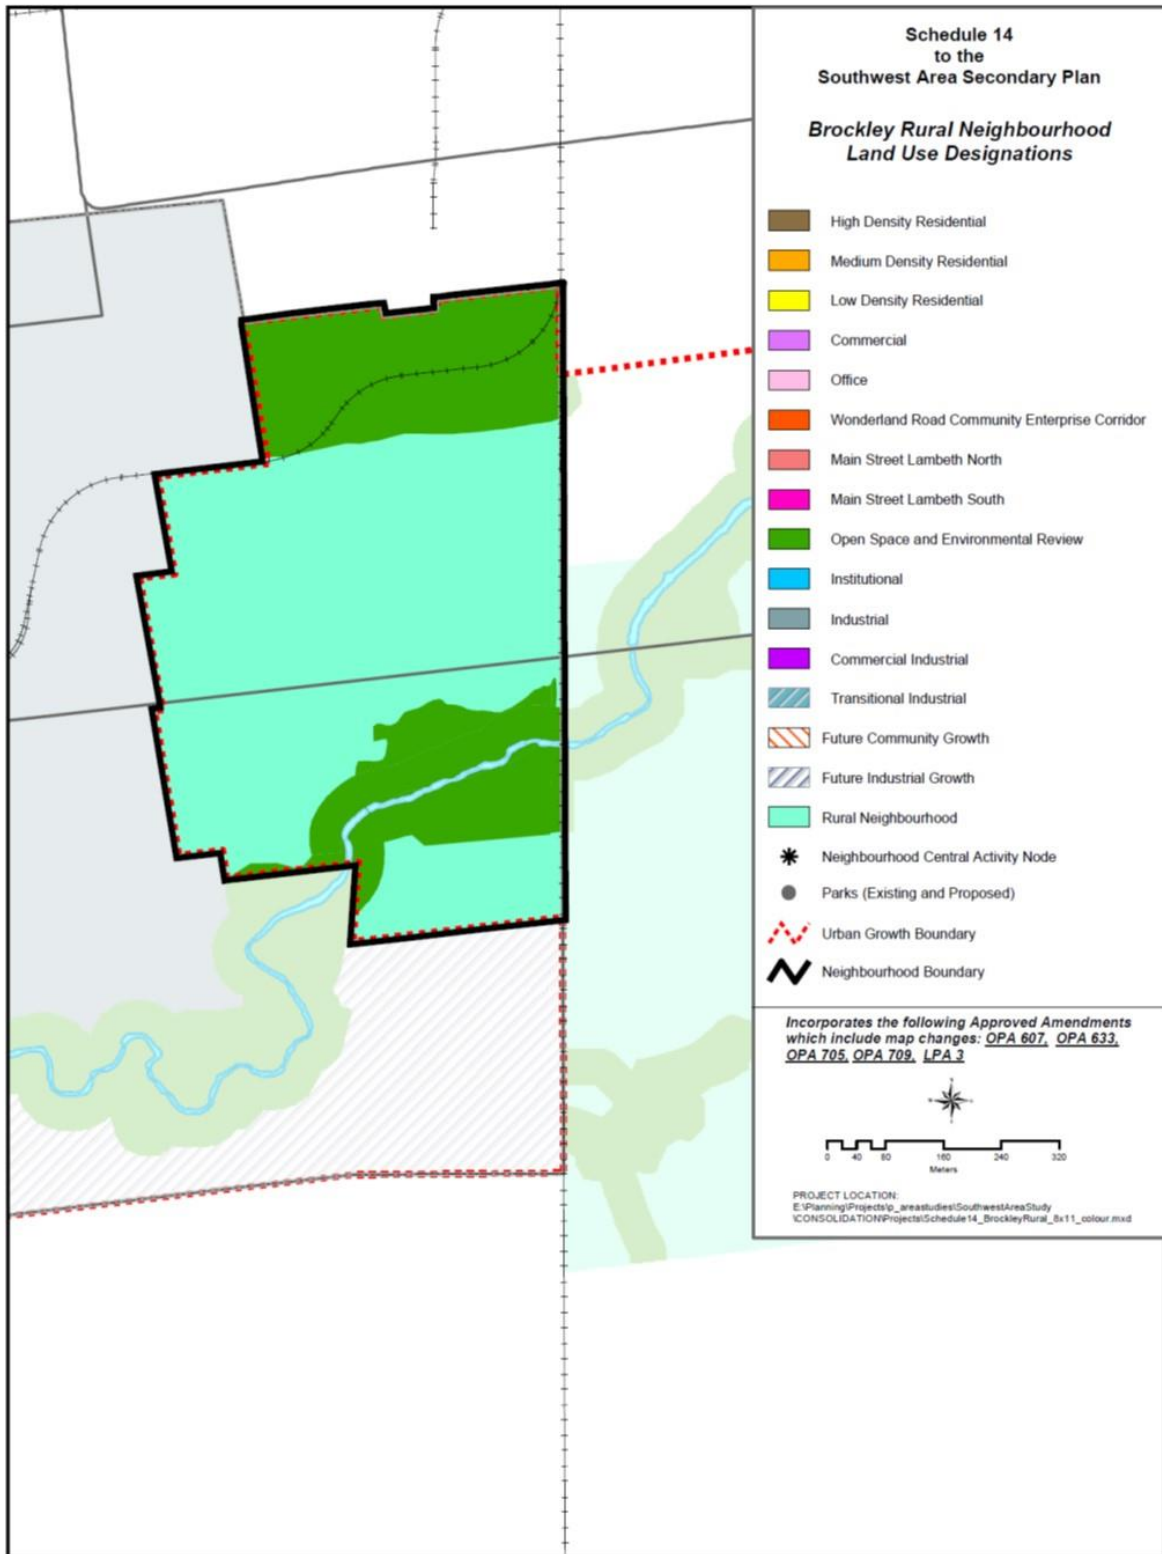 Schedule 14
to the
Southwest Area Secondary Plan
Brockley Rural Neighbourhood
Land Use Designations
High Density Residential
Medium Density Residential
Low Density Residential
Commercial
Office
Wonderland Road Community Enterprise Corridor
Main Street Lambeth North
Main Street Lambeth South
Open Space and Environmental Review
Institutional
Industrial
Commercial Industrial
Transitional Industrial
Future Community Growth
Future Industrial Growth
Rural Neighbourhood
Neighbourhood Central Activity Node
Parks (Existing and Proposed)
Urban Growth Boundary
Neighbourhood Boundary
Incorporates the following Approved Amendments
which include map changes: OPA 607, OPA 633,
OPA 705, OPA 709, LPA 3
0 40 80 160 240 320
Meters
PROJECT LOCATION:
E:\Planning\Projects\p_areastudies\SouthwestAreaStudy
\CONSOLIDATION\Projects\Schedule14_BrockleyRural_8x11_colour.mxd